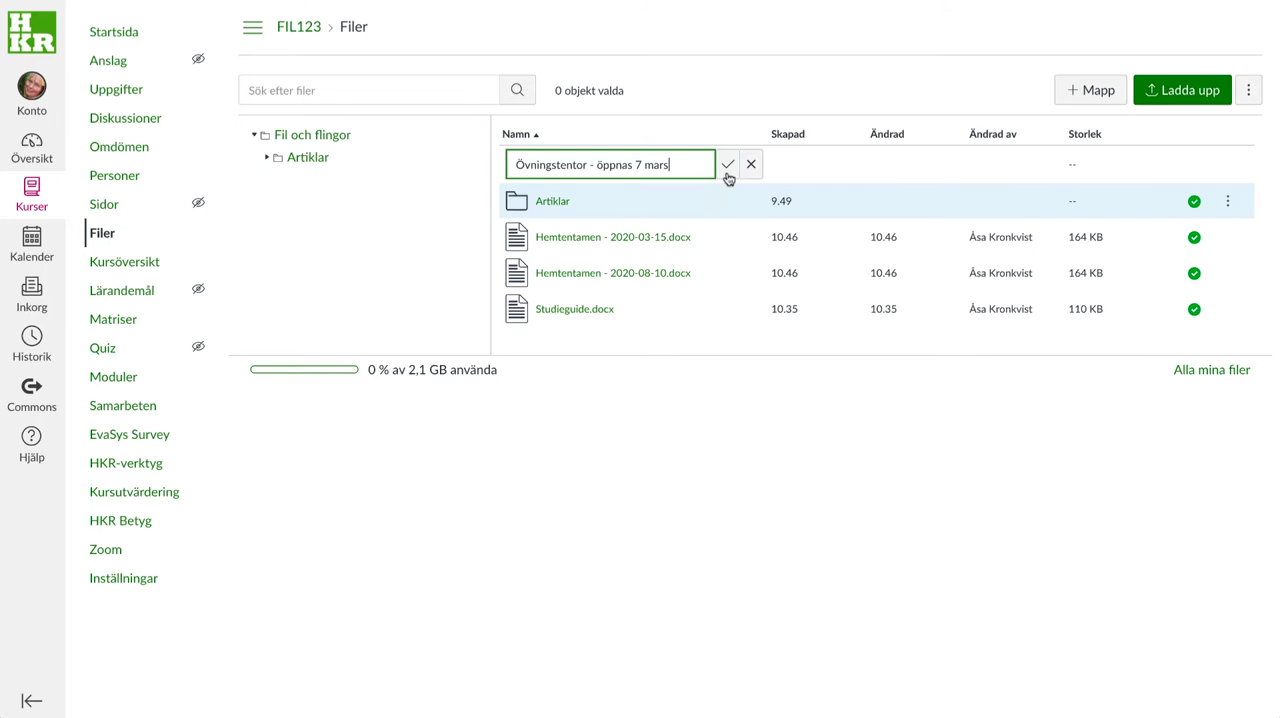 HKR
Konto
Översikt
Kurser
Kalender
Inkorg
Historik
Commons
Hjälp
Startsida
Anslag
Uppgifter
Diskussioner
Omdömen
Personer
Sidor
Filer
Kursöversikt
Lärandemål
Matriser
Quiz
Moduler
Samarbeten
EvaSys Survey
HKR-verktyg
Kursutvärdering
HKR Betyg
Zoom
Inställningar
FIL123 › Filer
Sök efter filer 0 objekt valda + Mapp Ladda upp
Fil och flingor
Artiklar
Namn Skapad Ändrad Ändrad av Storlek
Övningstentor - öppnas 7 mars --
Artiklar 9.49 --
Hemtentamen - 2020-03-15.docx 10.46 10.46 Åsa Kronkvist 164 KB
Hemtentamen - 2020-08-10.docx 10.46 10.46 Åsa Kronkvist 164 KB
Studieguide.docx 10.35 10.35 Åsa Kronkvist 110 KB
0 % av 2,1 GB använda Alla mina filer